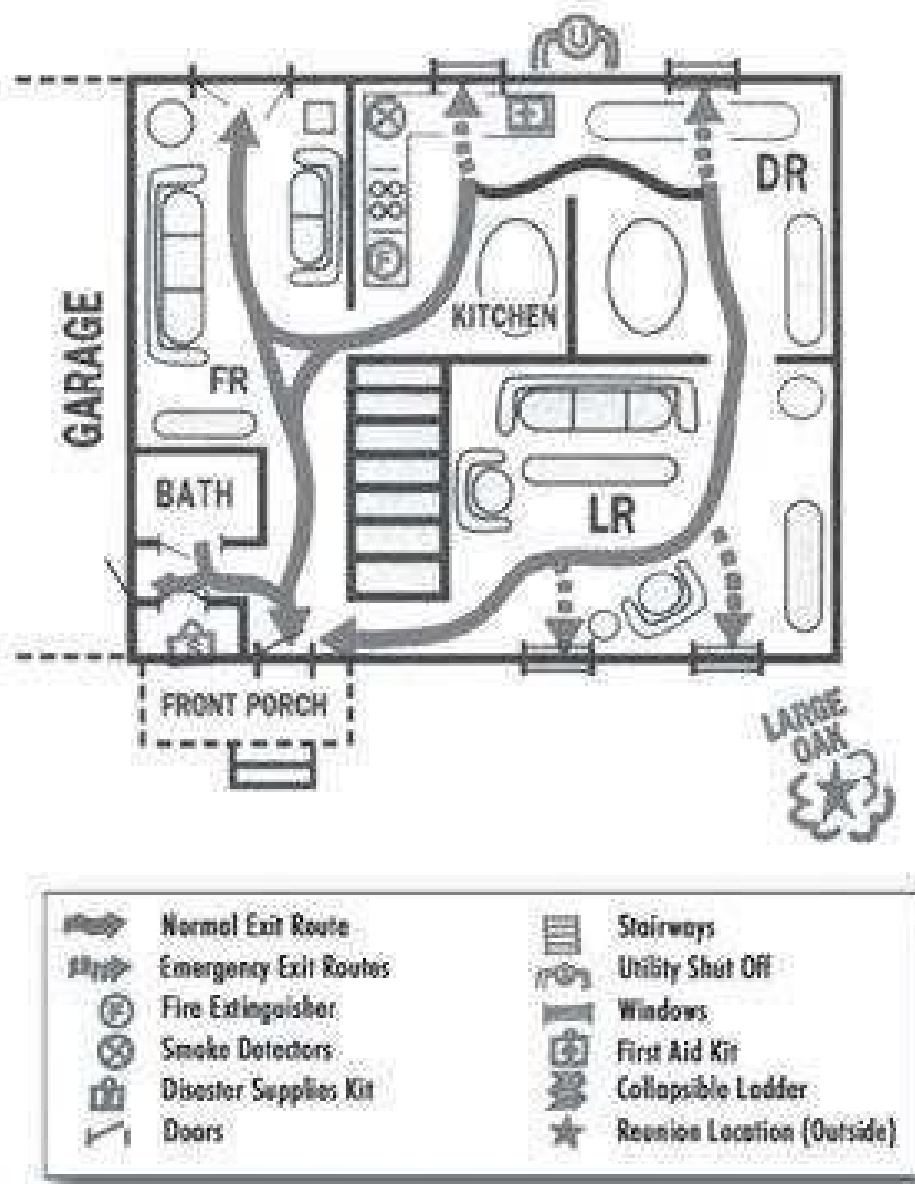 U
DR
F
KITCHEN
GARAGE
FR
BATH
LR
FRONT PORCH
LARGE
OAK
Normal Exit Route
Emergency Exit Routes
F
Fire Extinguisher
Smoke Detectors
Disaster Supplies Kit
Doors
Stairways
Utility Shut Off
Windows
First Aid Kit
Collapsible Ladder
Reunion Location (Outside)